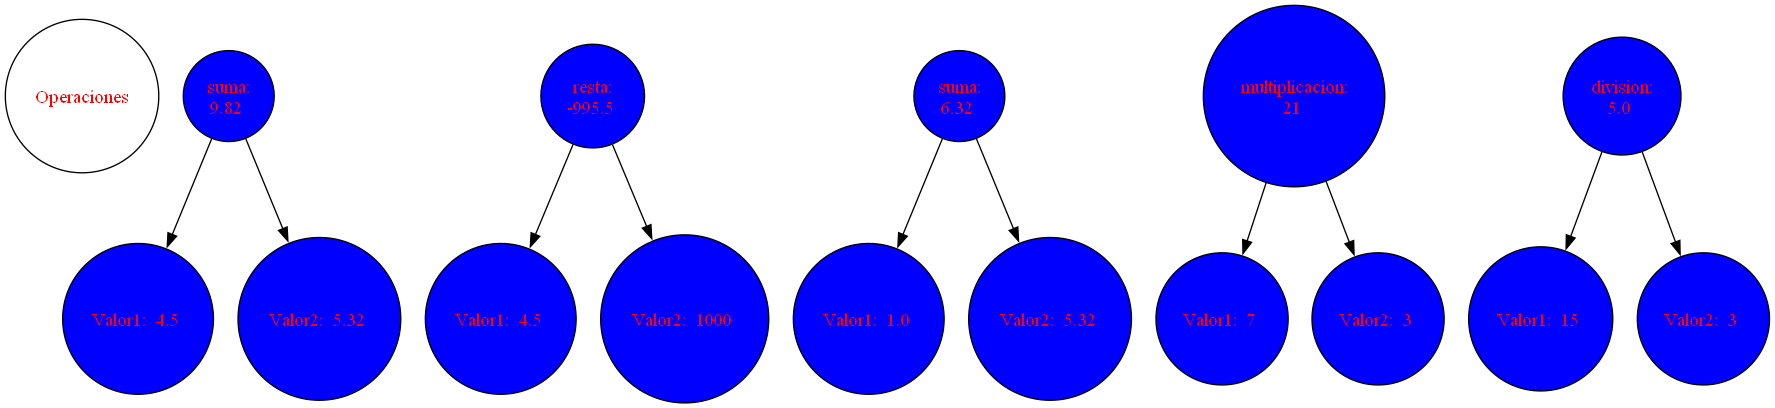 Operaciones
suma:
9.82
resta:
-995.5
suma:
6.32
multiplicacion:
21
division:
5.0
Valor1: 4.5
Valor2: 5.32
Valor1: 4.5
Valor2: 1000
Valor1: 1.0
Valor2: 5.32
Valor1: 7
Valor2: 3
Valor1: 15
Valor2: 3